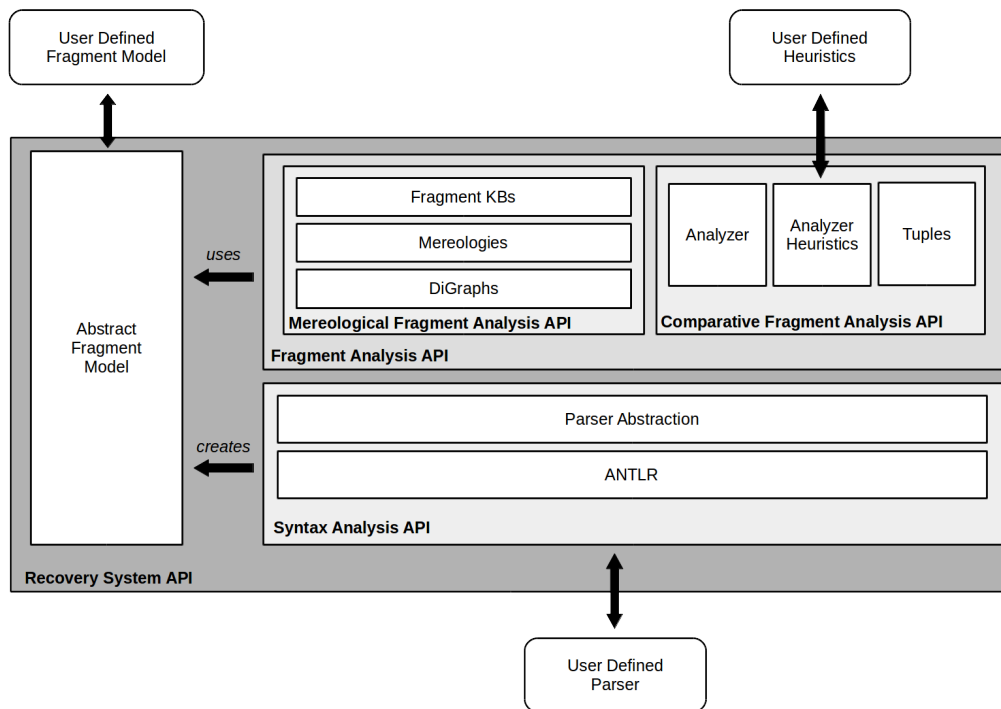 User Defined
Fragment Model
User Defined
Heuristics
Fragment KBs
Mereologies
DiGraphs
Mereological Fragment Analysis API
Analyzer
Analyzer
Heuristics
Tuples
Comparative Fragment Analysis API
Fragment Analysis API
uses
Abstract
Fragment
Model
creates
Parser Abstraction
ANTLR
Syntax Analysis API
Recovery System API
User Defined
Parser